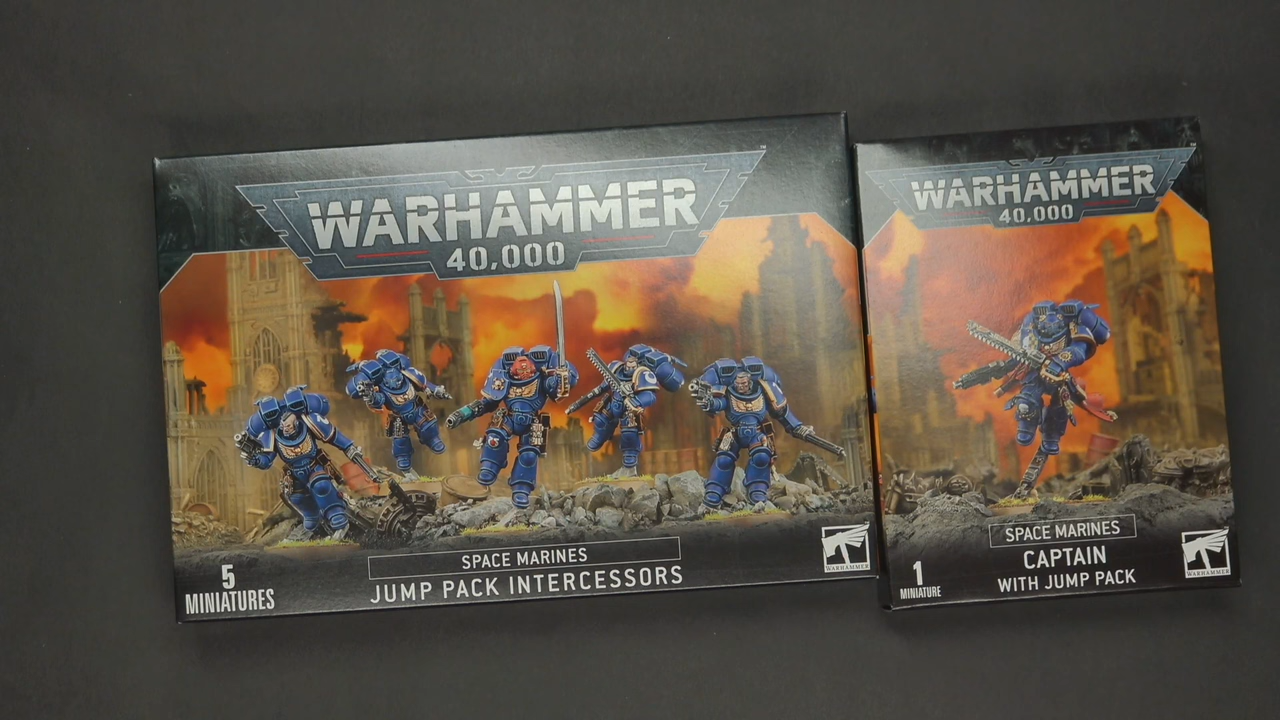 WARHAMMER
40,000
SPACE MARINES
JUMP PACK INTERCESSORS
5
MINIATURES
WARHAMMER
WARHAMMER
40,000
SPACE MARINES
CAPTAIN
WITH JUMP PACK
1
MINIATURE
WARHAMMER